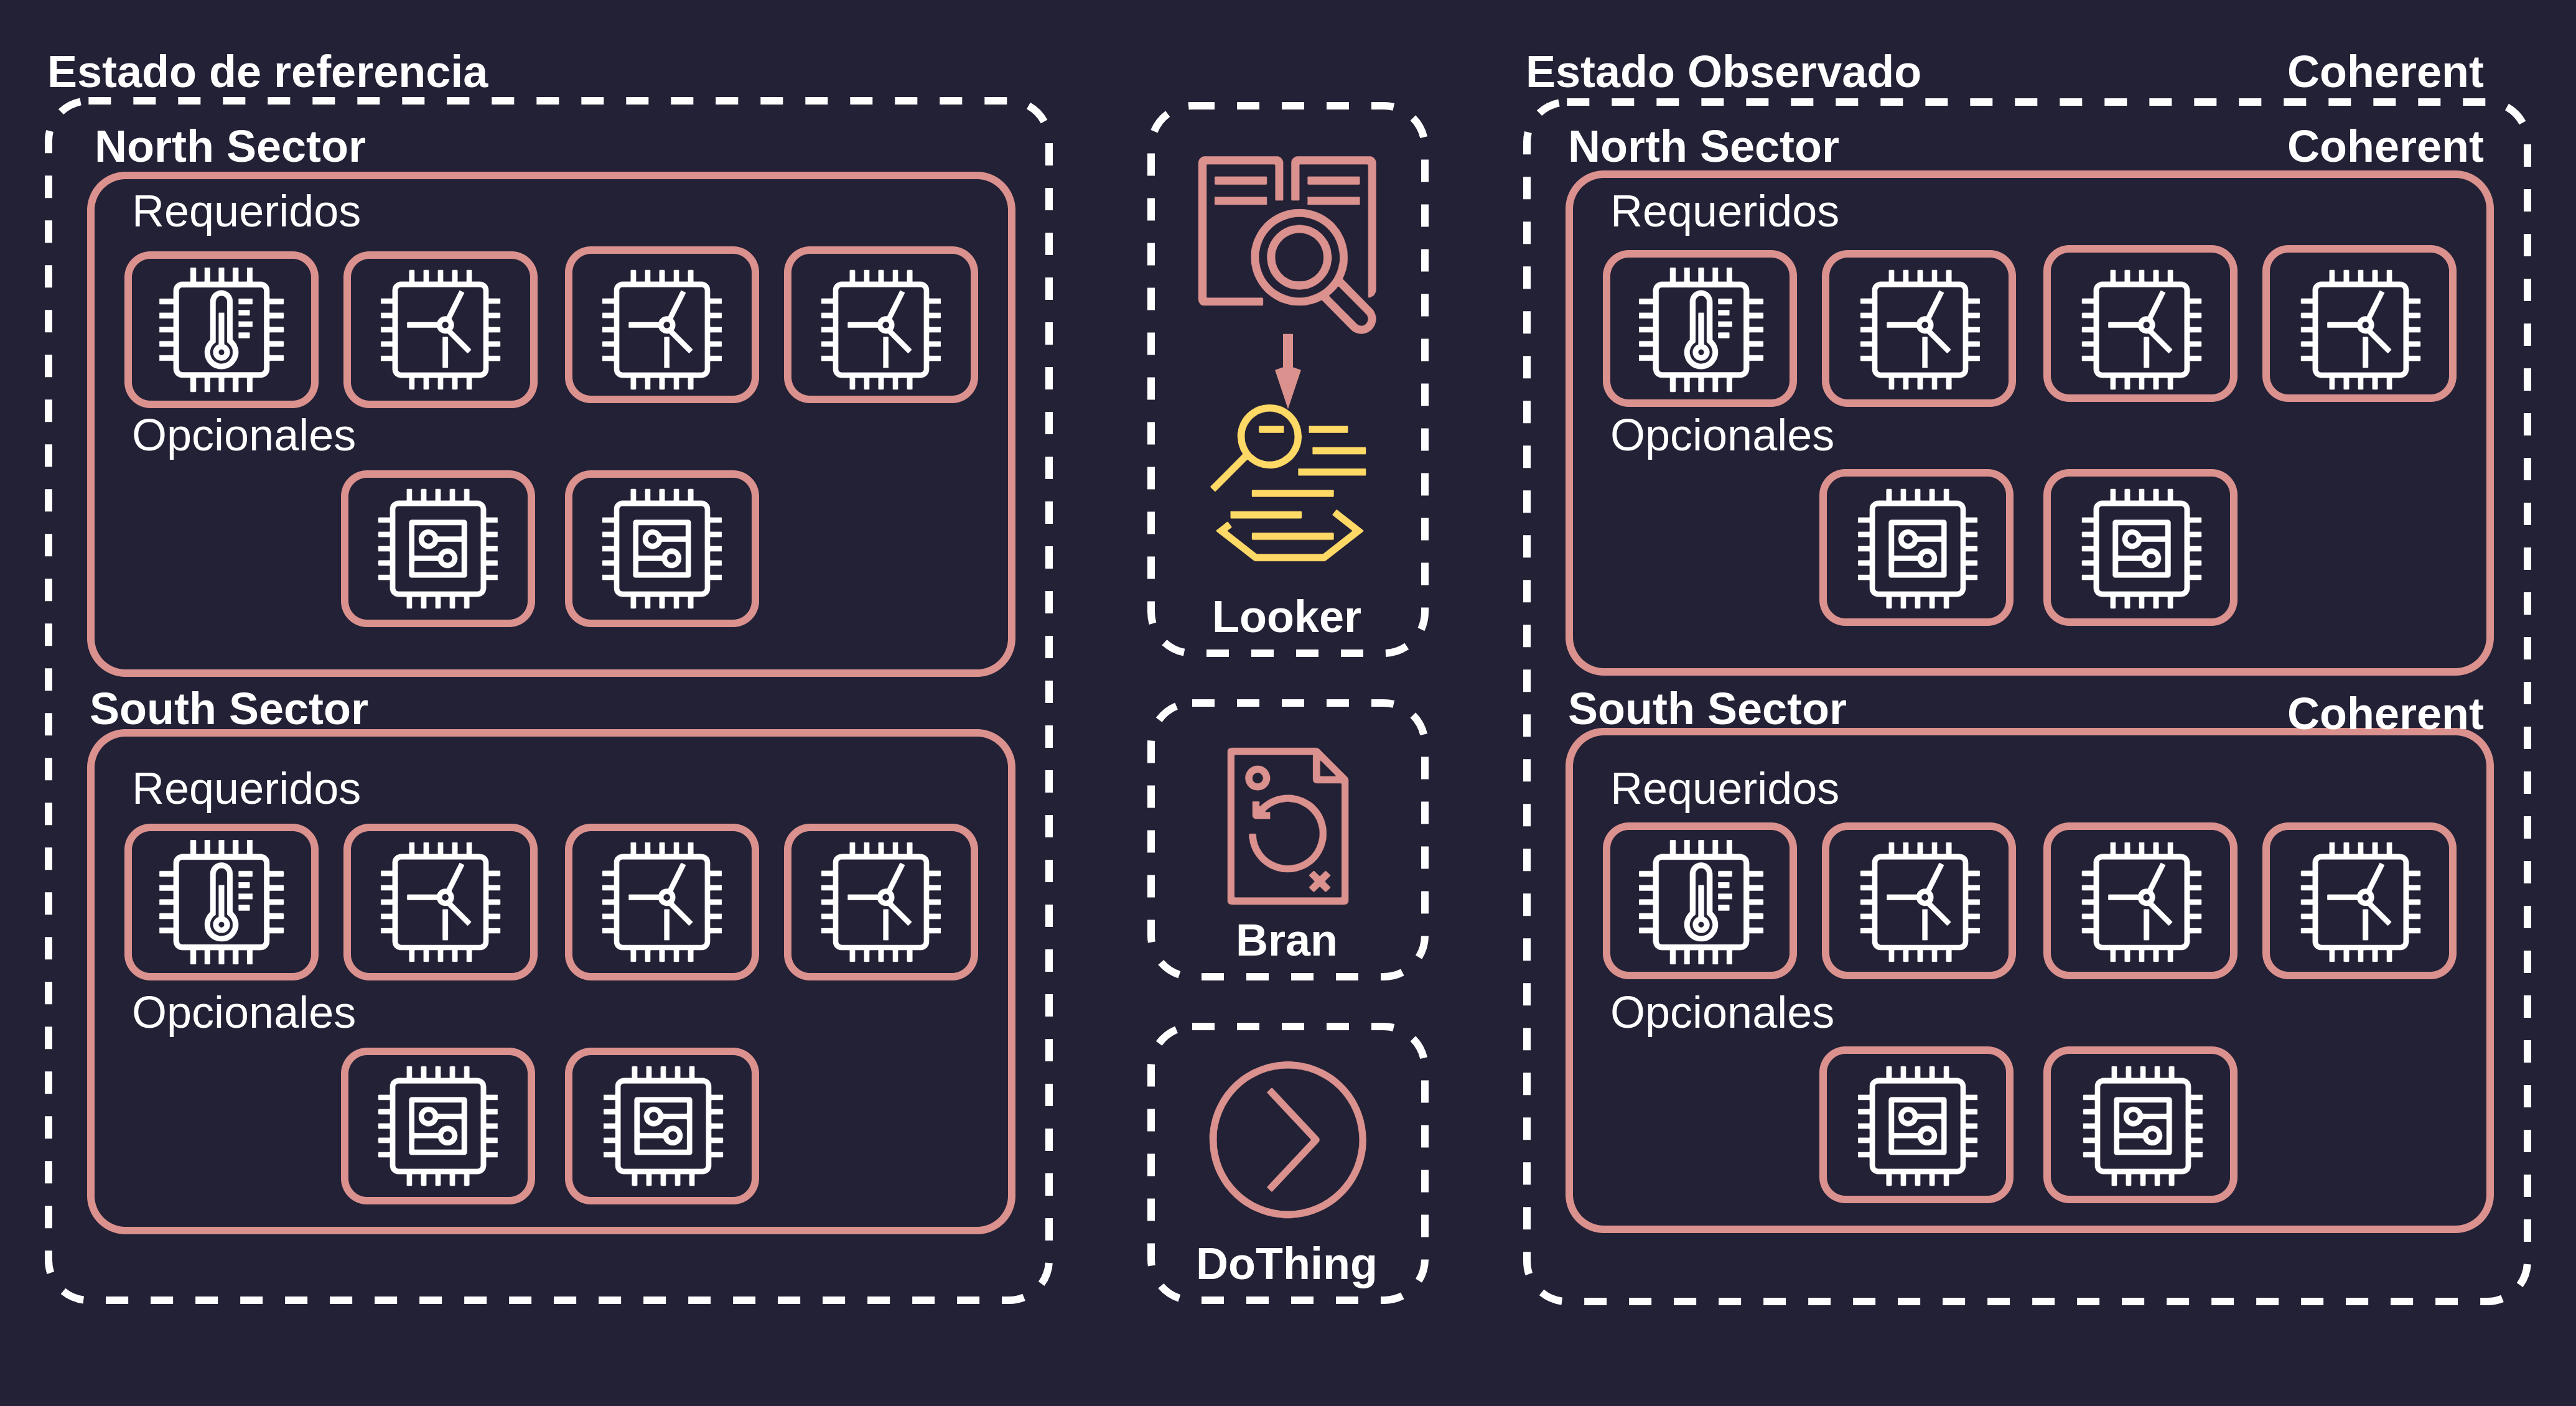 Estado de referencia
North Sector
Requeridos
Opcionales
South Sector
Requeridos
Opcionales
Looker
Bran
DoThing
Estado Observado
Coherent
North Sector
Coherent
Requeridos
Opcionales
South Sector
Coherent
Requeridos
Opcionales